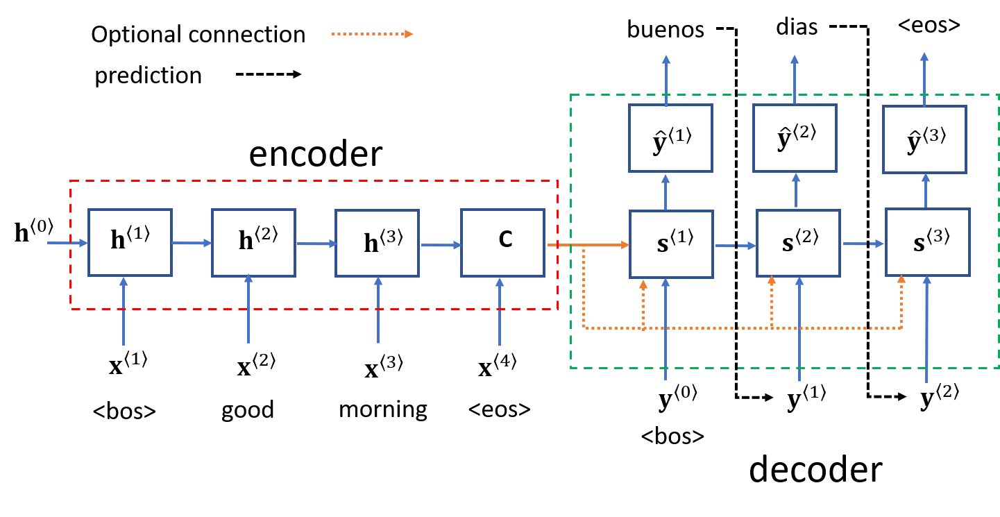 Optional connection
prediction
buenos
dias
<eos>
encoder
ŷ⟨1⟩
ŷ⟨2⟩
ŷ⟨3⟩
h⟨0⟩
h⟨1⟩
h⟨2⟩
h⟨3⟩
c
s⟨1⟩
s⟨2⟩
s⟨3⟩
x⟨1⟩
x⟨2⟩
x⟨3⟩
x⟨4⟩
<bos>
good
morning
<eos>
y⟨0⟩
y⟨1⟩
y⟨2⟩
<bos>
decoder